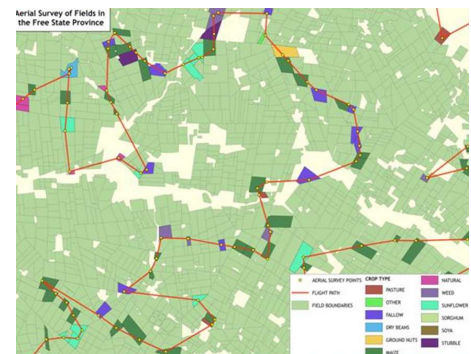 Aerial Survey of Fields in
the Free State Province
AERIAL SURVEY POINTS
FLIGHT PATH
FIELD BOUNDARIES
CROP TYPE
PASTURE
OTHER
FALLOW
DRY BEANS
GROUND NUTS
MAIZE
NATURAL
WEED
SUNFLOWER
SORGHUM
SOYA
STUBBLE